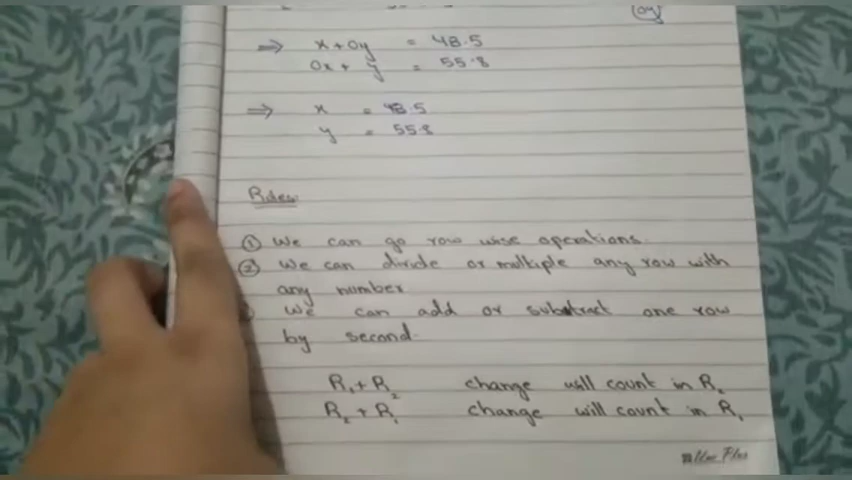 (04)
⇒ x+0y = 48.5
0x + y = 55.8
⇒ x = 48.5
y = 55.8
Rules:
① We can go row wise operations.
② We can divide or multiple any row with
any number
We can add or substract one row
by second.
R₁+R₂ change will count in R₂
R₂+R₁ change will count in R₁